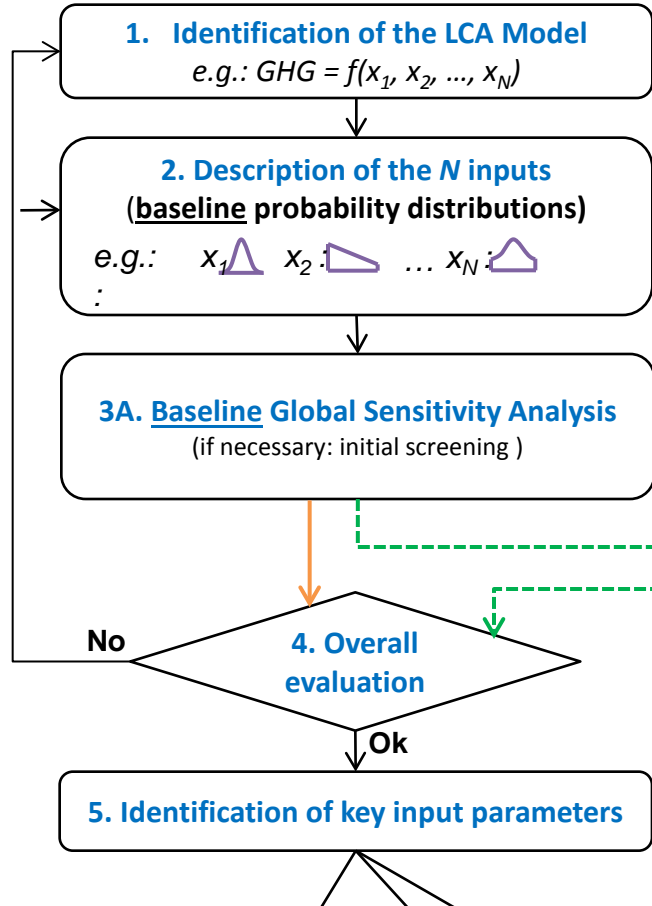 1. Identification of the LCA Model
e.g.: GHG = f(x1, x2, ..., xN)
2. Description of the N inputs
(baseline probability distributions)
e.g.: x1 x2 : … xN :
:
3A. Baseline Global Sensitivity Analysis
(if necessary: initial screening )
No
4. Overall
evaluation
Ok
5. Identification of key input parameters